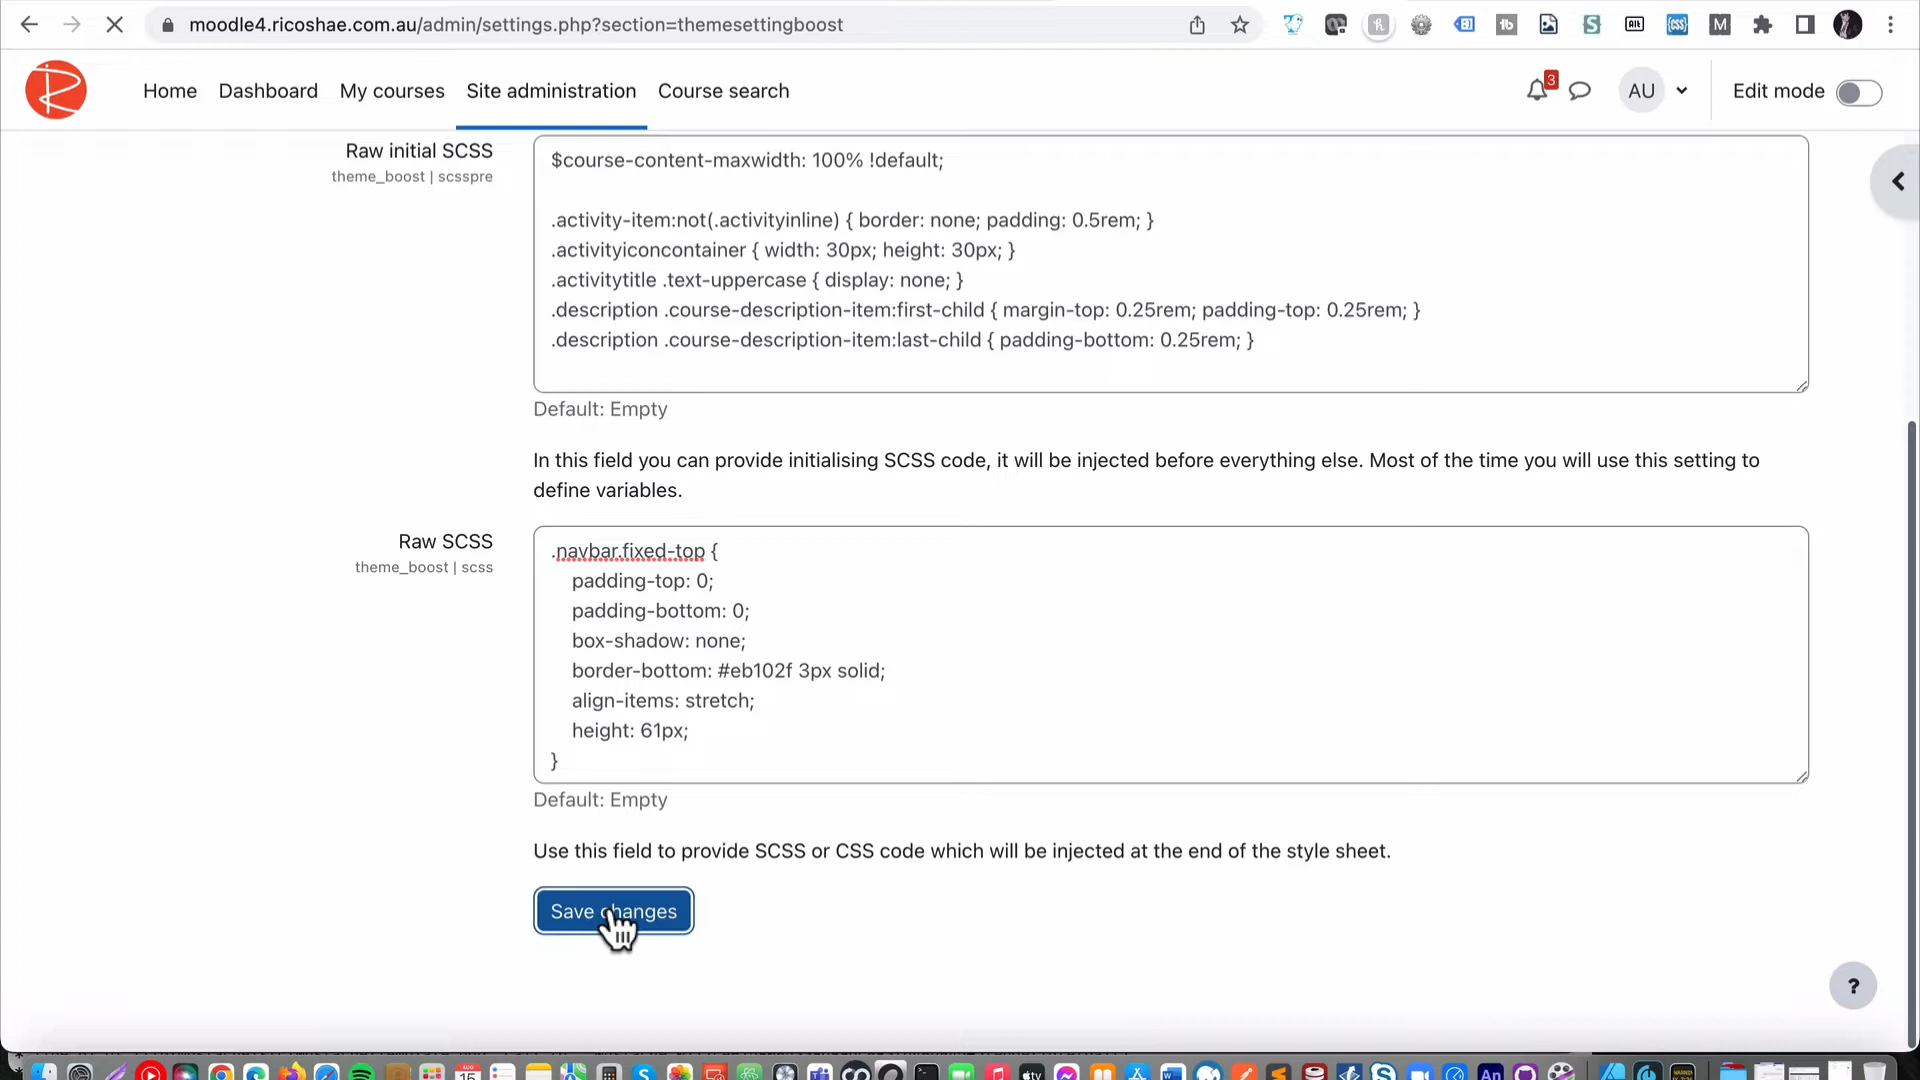 moodle4.ricoshae.com.au/admin/settings.php?section=themesettingboost
Home Dashboard My courses Site administration Course search
3
AU
Edit mode
Raw initial SCSS
theme_boost | scsspre
$course-content-maxwidth: 100% !default;
.activity-item:not(.activityinline) { border: none; padding: 0.5rem; }
.activityiconcontainer { width: 30px; height: 30px; }
.activitytitle .text-uppercase { display: none; }
.description .course-description-item:first-child { margin-top: 0.25rem; padding-top: 0.25rem; }
.description .course-description-item:last-child { padding-bottom: 0.25rem; }
Default: Empty
In this field you can provide initialising SCSS code, it will be injected before everything else. Most of the time you will use this setting to
define variables.
Raw SCSS
theme_boost | scss
.navbar.fixed-top {
padding-top: 0;
padding-bottom: 0;
box-shadow: none;
border-bottom: #eb102f 3px solid;
align-items: stretch;
height: 61px;
}
Default: Empty
Use this field to provide SCSS or CSS code which will be injected at the end of the style sheet.
Save changes
?